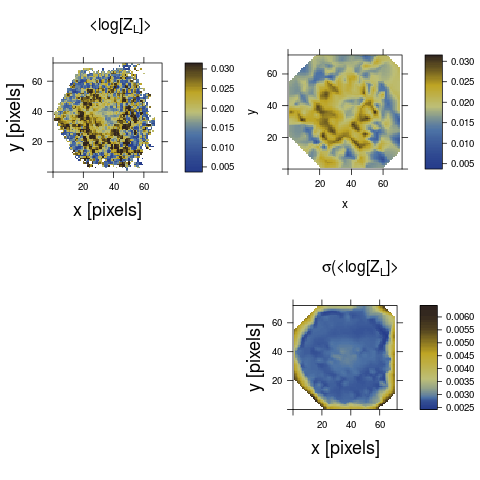 <log[Z_L]>
60
40
20
20 40 60
y [pixels]
x [pixels]
0.030
0.025
0.020
0.015
0.010
0.005
60
40
20
20 40 60
y
x
0.030
0.025
0.020
0.015
0.010
0.005
σ(<log[Z_L]>
60
40
20
20 40 60
y [pixels]
x [pixels]
0.0060
0.0055
0.0050
0.0045
0.0040
0.0035
0.0030
0.0025